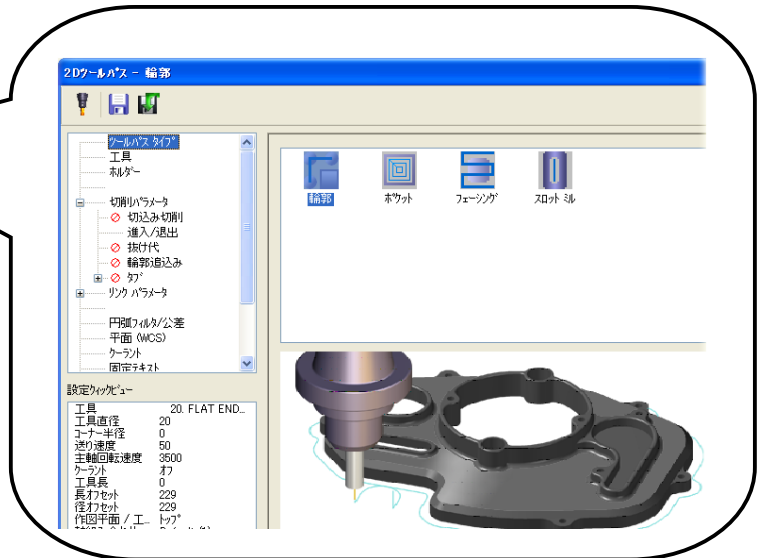 2Dツールパス - 輪郭
ツールパス タイプ
工具
ホルダー
切削パラメータ
切込み切削
進入/退出
抜け代
輪郭追込み
タブ
リンク パラメータ
円弧フィルタ/公差
平面 (WCS)
クーラント
固定テキスト
輪郭
ポケット
フェーシング
スロット ミル
設定クィックビュー
工具 20. FLAT END...
工具直径 20
コーナー半径 0
送り速度 50
主軸回転速度 3500
クーラント オフ
工具長 0
長オフセット 229
径オフセット 229
作図平面 / 工... トップ